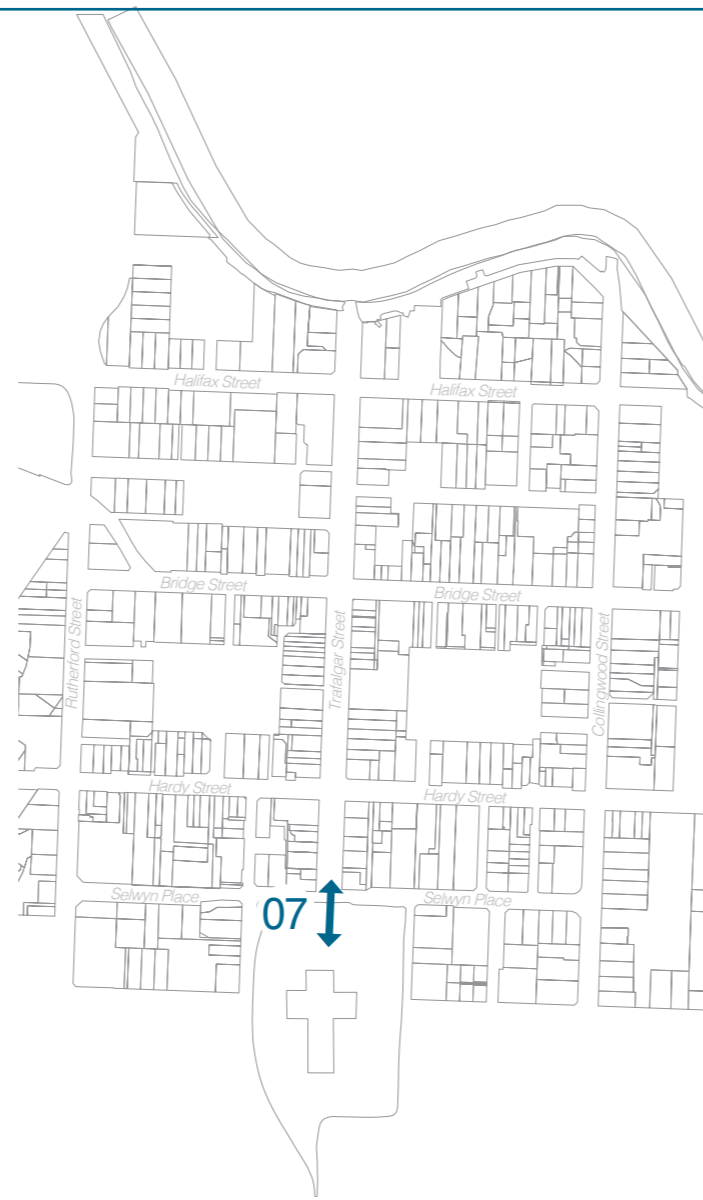 Halifax Street
Halifax Street
Bridge Street
Bridge Street
Rutherford Street
Trafalgar Street
Collingwood Street
Hardy Street
Hardy Street
Selwyn Place
Selwyn Place
07